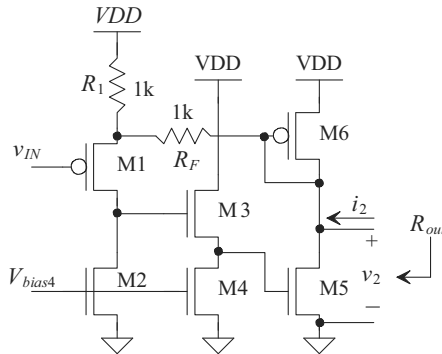 VDD
R1 1k
VDD
VDD
1k
RF
vIN
M1
M6
M3
i2
+
Rout
Vbias4
M2
M4
M5
v2
−